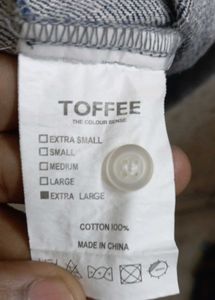 TOFFEE
THE COLOUR SENSE
EXTRA SMALL
SMALL
MEDIUM
LARGE
EXTRA LARGE
COTTON 100%
MADE IN CHINA